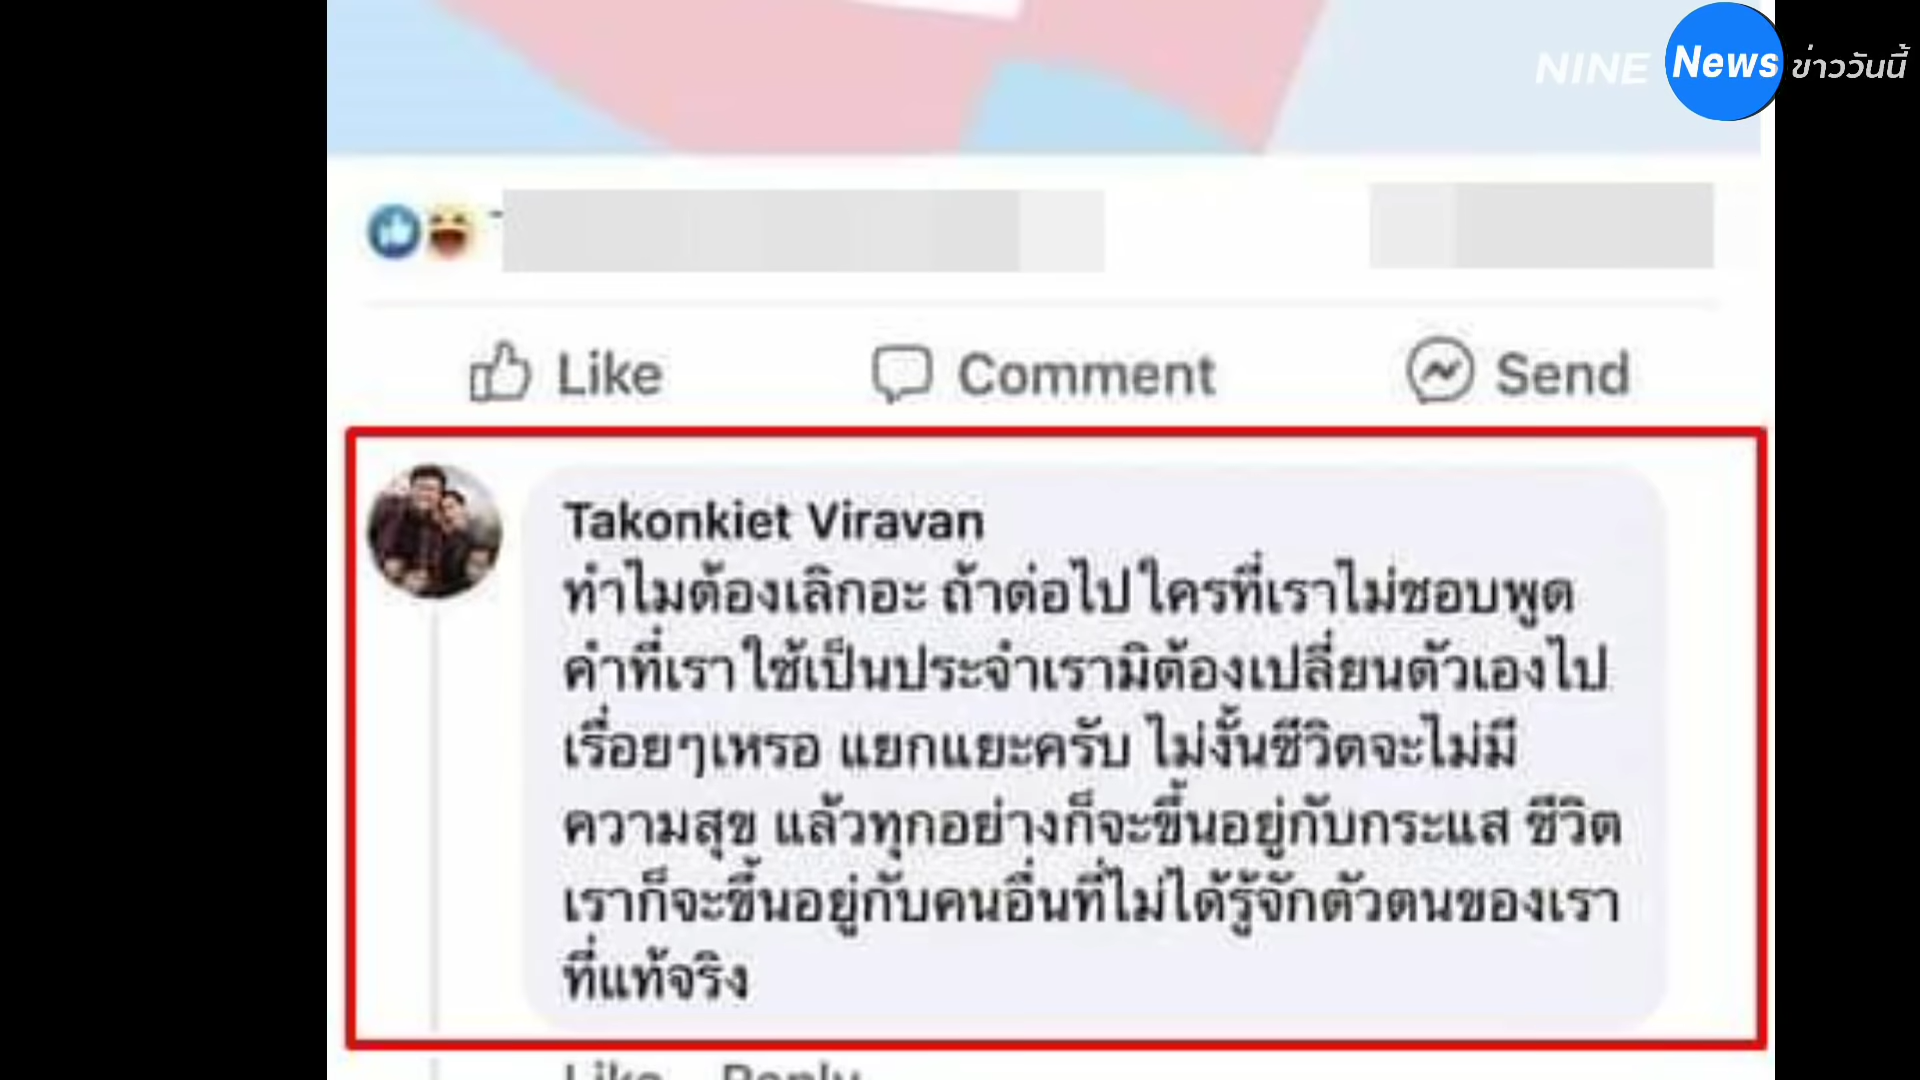 NINE News ข่าววันนี้
Like Comment Send
Takonkiet Viravan
ทำไมต้องเลิกอะ ถ้าต่อไปใครที่เราไม่ชอบพูด
คำที่เราใช้เป็นประจำเรามิต้องเปลี่ยนตัวเองไป
เรื่อยๆเหรอ แยกแยะครับ ไม่งั้นชีวิตจะไม่มี
ความสุข แล้วทุกอย่างก็จะขึ้นอยู่กับกระแส ชีวิต
เราก็จะขึ้นอยู่กับคนอื่นที่ไม่ได้รู้จักตัวตนของเรา
ที่แท้จริง
Like Reply